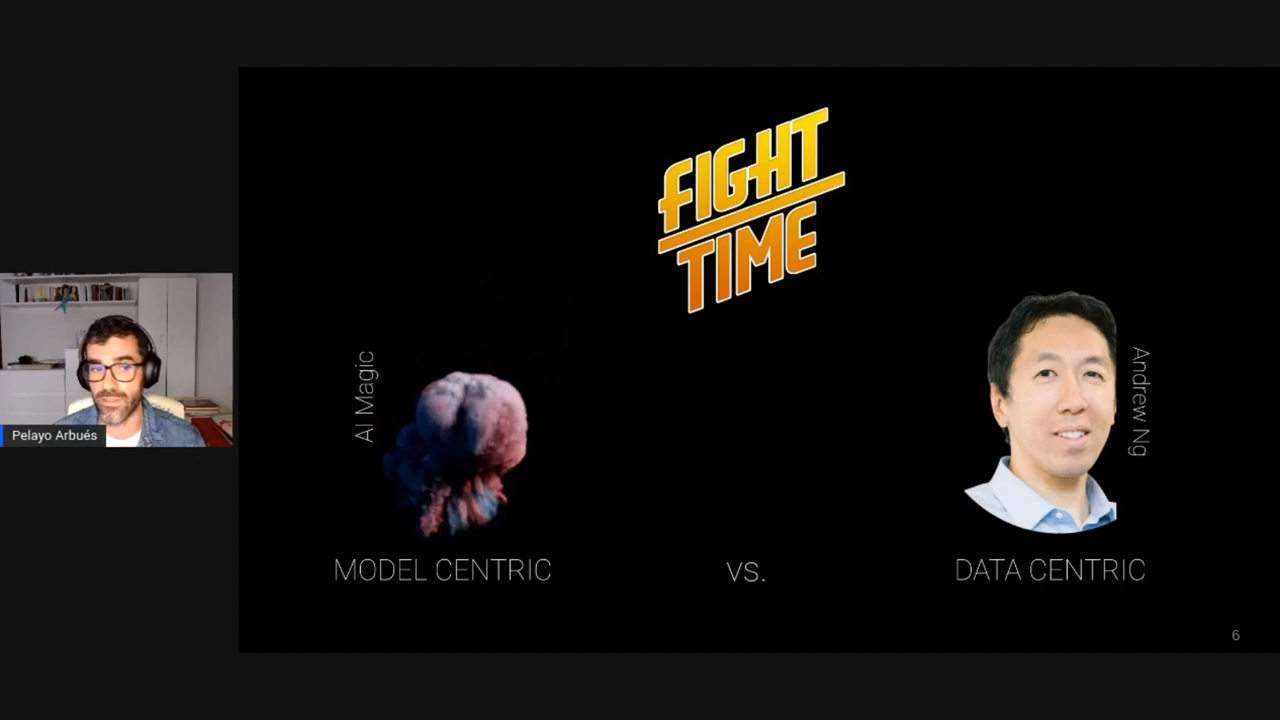 FIGHT
TIME
AI Magic
Andrew Ng
Pelayo Arbués
MODEL CENTRIC
VS.
DATA CENTRIC
6